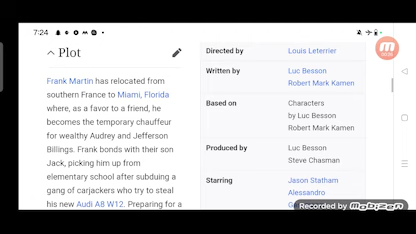 7:24
Plot
Frank Martin has relocated from
southern France to Miami, Florida
where, as a favor to a friend, he
becomes the temporary chauffeur
for wealthy Audrey and Jefferson
Billings. Frank bonds with their son
Jack, picking him up from
elementary school after subduing a
gang of carjackers who try to steal
his new Audi A8 W12. Preparing for a
Directed by Louis Leterrier
Written by Luc Besson
Robert Mark Kamen
Based on Characters
by Luc Besson
Robert Mark Kamen
Produced by Luc Besson
Steve Chasman
Starring Jason Statham
Alessandro
Recorded by Mobizen